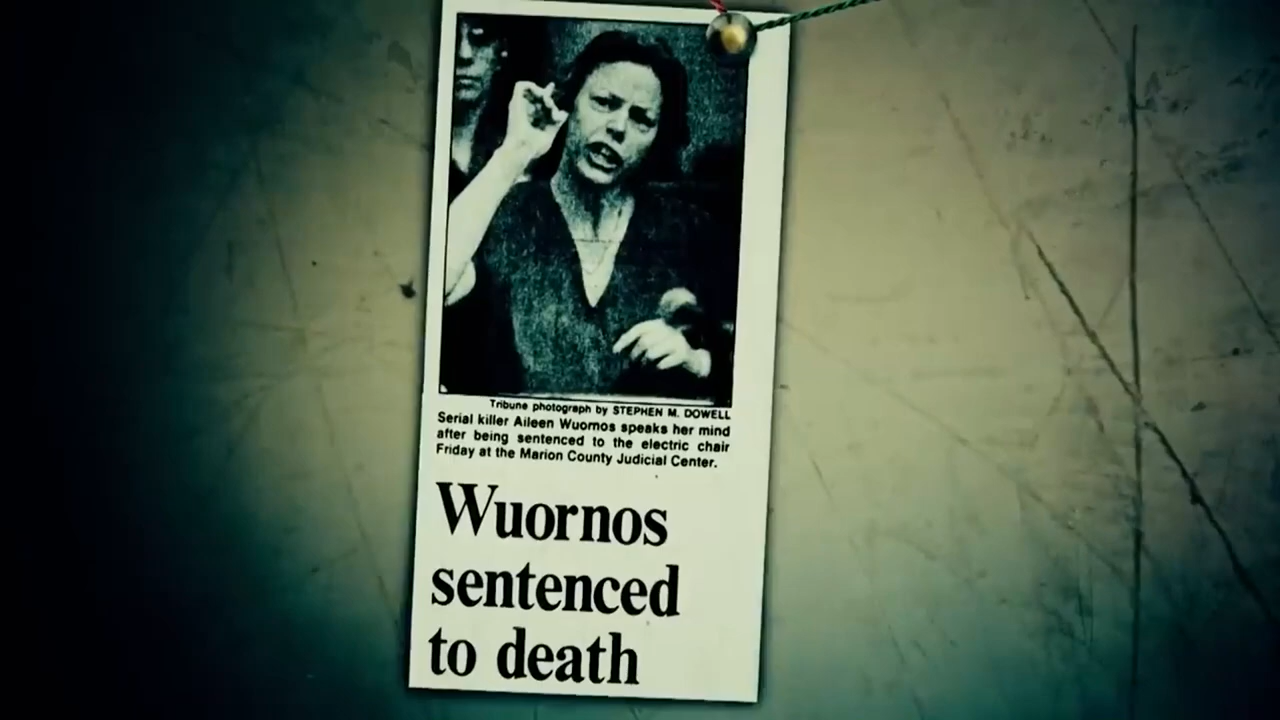 Tribune photograph by STEPHEN M. DOWELL
Serial killer Aileen Wuornos speaks her mind
after being sentenced to the electric chair
Friday at the Marion County Judicial Center.
Wuornos
sentenced
to death